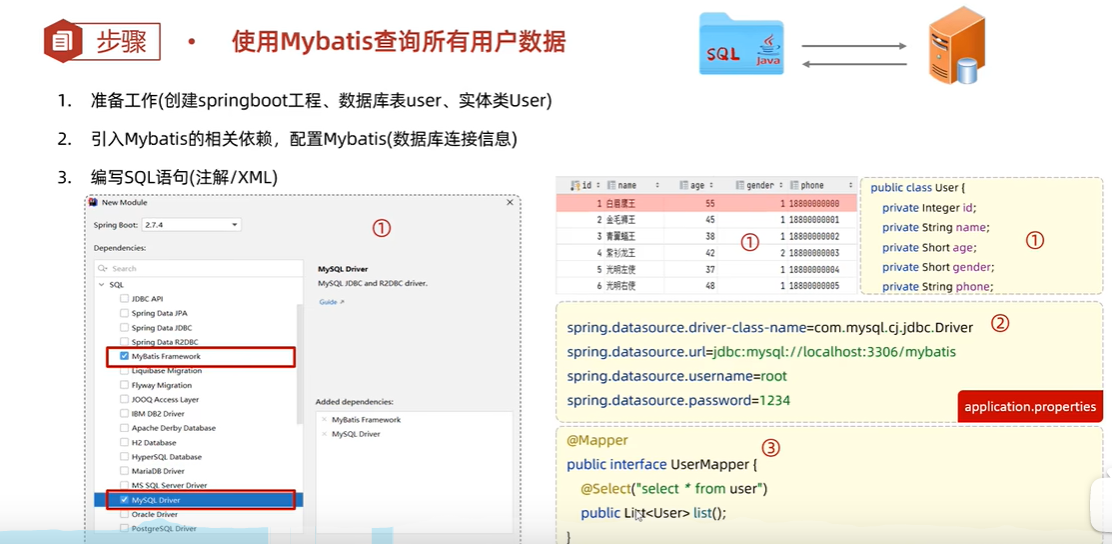 步骤
使用Mybatis查询所有用户数据
SQL
Java
1. 准备工作(创建springboot工程、数据库表user、实体类User)
2. 引入Mybatis的相关依赖，配置Mybatis(数据库连接信息)
3. 编写SQL语句(注解/XML)
New Module
Spring Boot: 2.7.4
①
Dependencies:
Search
SQL
JDBC API
Spring Data JPA
Spring Data JDBC
Spring Data R2DBC
MyBatis Framework
Liquibase Migration
Flyway Migration
JOOQ Access Layer
IBM DB2 Driver
Apache Derby Database
H2 Database
HyperSQL Database
MariaDB Driver
MS SQL Server Driver
MySQL Driver
Oracle Driver
PostgreSQL Driver
MySQL Driver
MySQL JDBC and R2DBC driver.
Guide
Added dependencies:
MyBatis Framework
MySQL Driver
id name age gender phone
1 白眉鹰王 55 1 18800000000
2 金毛狮王 45 1 18800000001
3 青翼蝠王 38 1 18800000002
4 紫衫龙王 42 2 18800000003
5 光明左使 37 1 18800000004
6 光明右使 48 1 18800000005
①
public class User {
private Integer id;
private String name;
private Short age;
private Short gender;
private String phone;
①
spring.datasource.driver-class-name=com.mysql.cj.jdbc.Driver
spring.datasource.url=jdbc:mysql://localhost:3306/mybatis
spring.datasource.username=root
spring.datasource.password=1234
②
application.properties
@Mapper
public interface UserMapper {
@Select("select * from user")
public List<User> list();
}
③